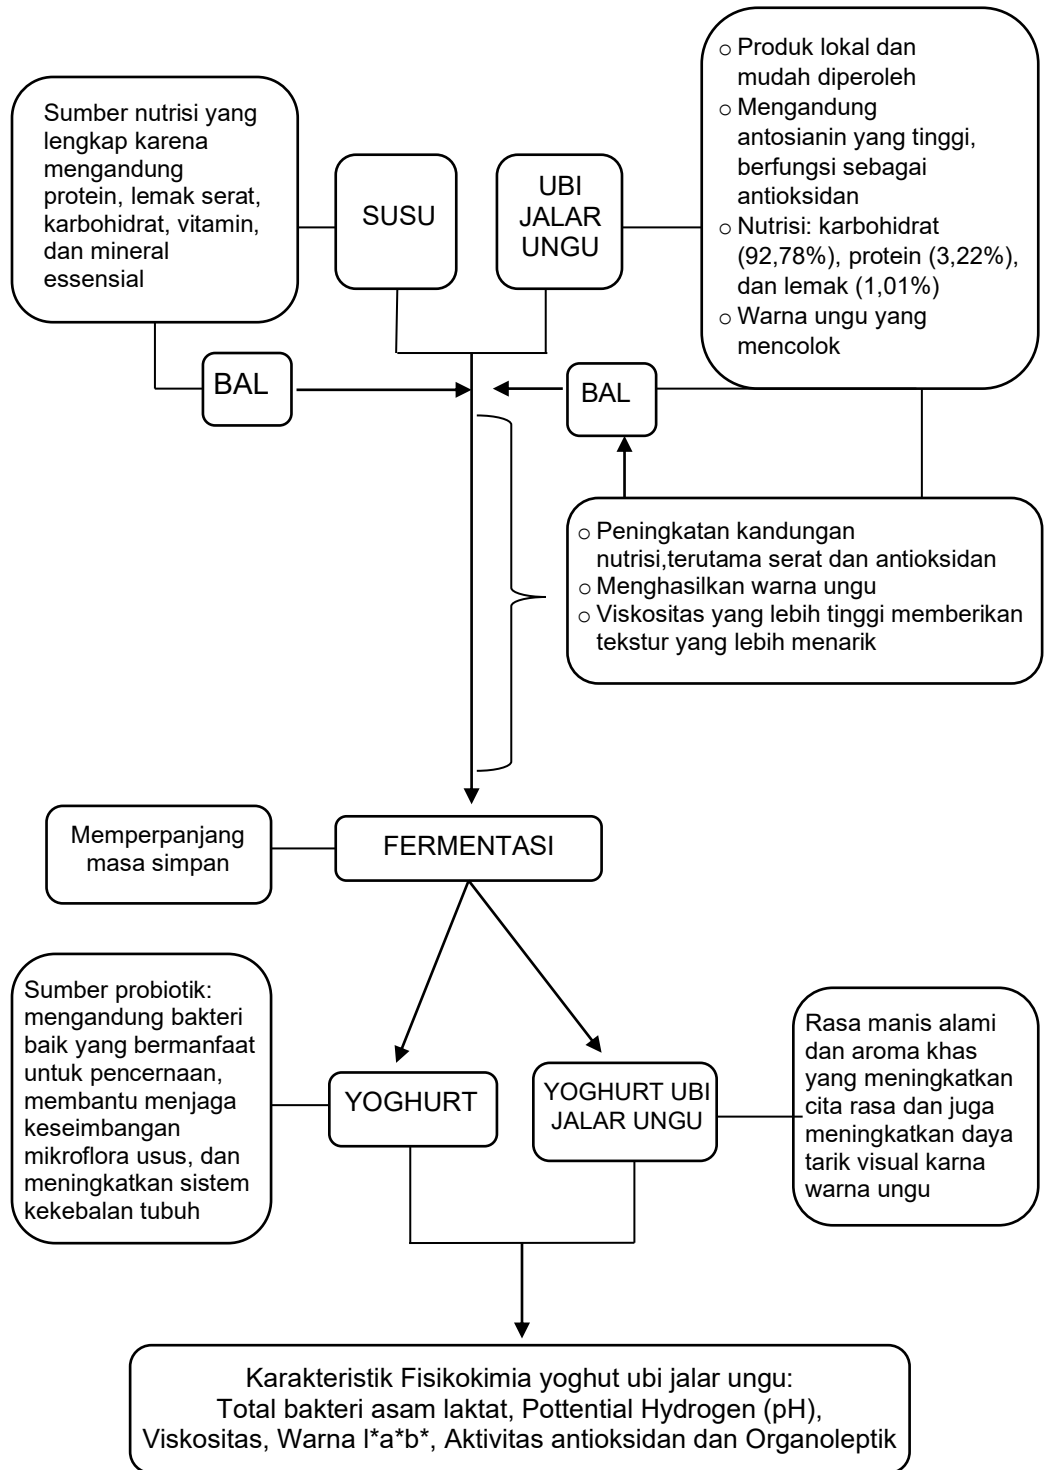 Sumber nutrisi yang
lengkap karena
mengandung
protein, lemak serat,
karbohidrat, vitamin,
dan mineral
essensial
SUSU
UBI
JALAR
UNGU
○ Produk lokal dan
mudah diperoleh
○ Mengandung
antosianin yang tinggi,
berfungsi sebagai
antioksidan
○ Nutrisi: karbohidrat
(92,78%), protein (3,22%),
dan lemak (1,01%)
○ Warna ungu yang
mencolok
BAL
BAL
○ Peningkatan kandungan
nutrisi,terutama serat dan antioksidan
○ Menghasilkan warna ungu
○ Viskositas yang lebih tinggi memberikan
tekstur yang lebih menarik
Memperpanjang
masa simpan
FERMENTASI
Sumber probiotik:
mengandung bakteri
baik yang bermanfaat
untuk pencernaan,
membantu menjaga
keseimbangan
mikroflora usus, dan
meningkatkan sistem
kekebalan tubuh
YOGHURT
YOGHURT UBI
JALAR UNGU
Rasa manis alami
dan aroma khas
yang meningkatkan
cita rasa dan juga
meningkatkan daya
tarik visual karna
warna ungu
Karakteristik Fisikokimia yoghut ubi jalar ungu:
Total bakteri asam laktat, Pottential Hydrogen (pH),
Viskositas, Warna l*a*b*, Aktivitas antioksidan dan Organoleptik